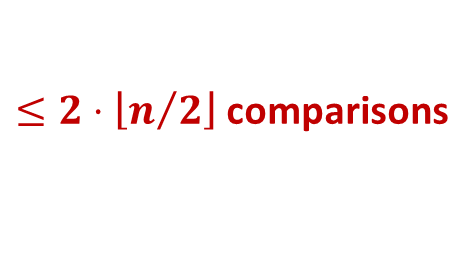 ≤ 2 · ⌊n/2⌋ comparisons